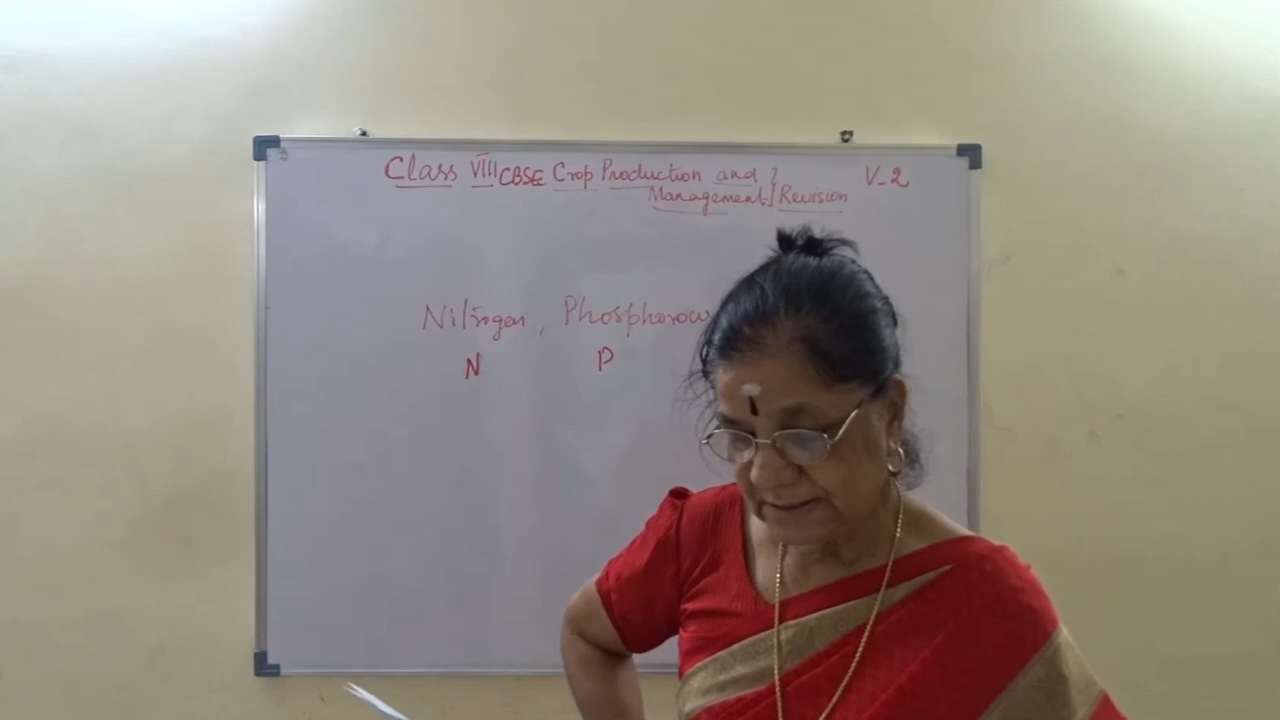 Class VIII CBSE Crop Production and V-2
Management Revision
Nitrogen, Phosphorous
N P